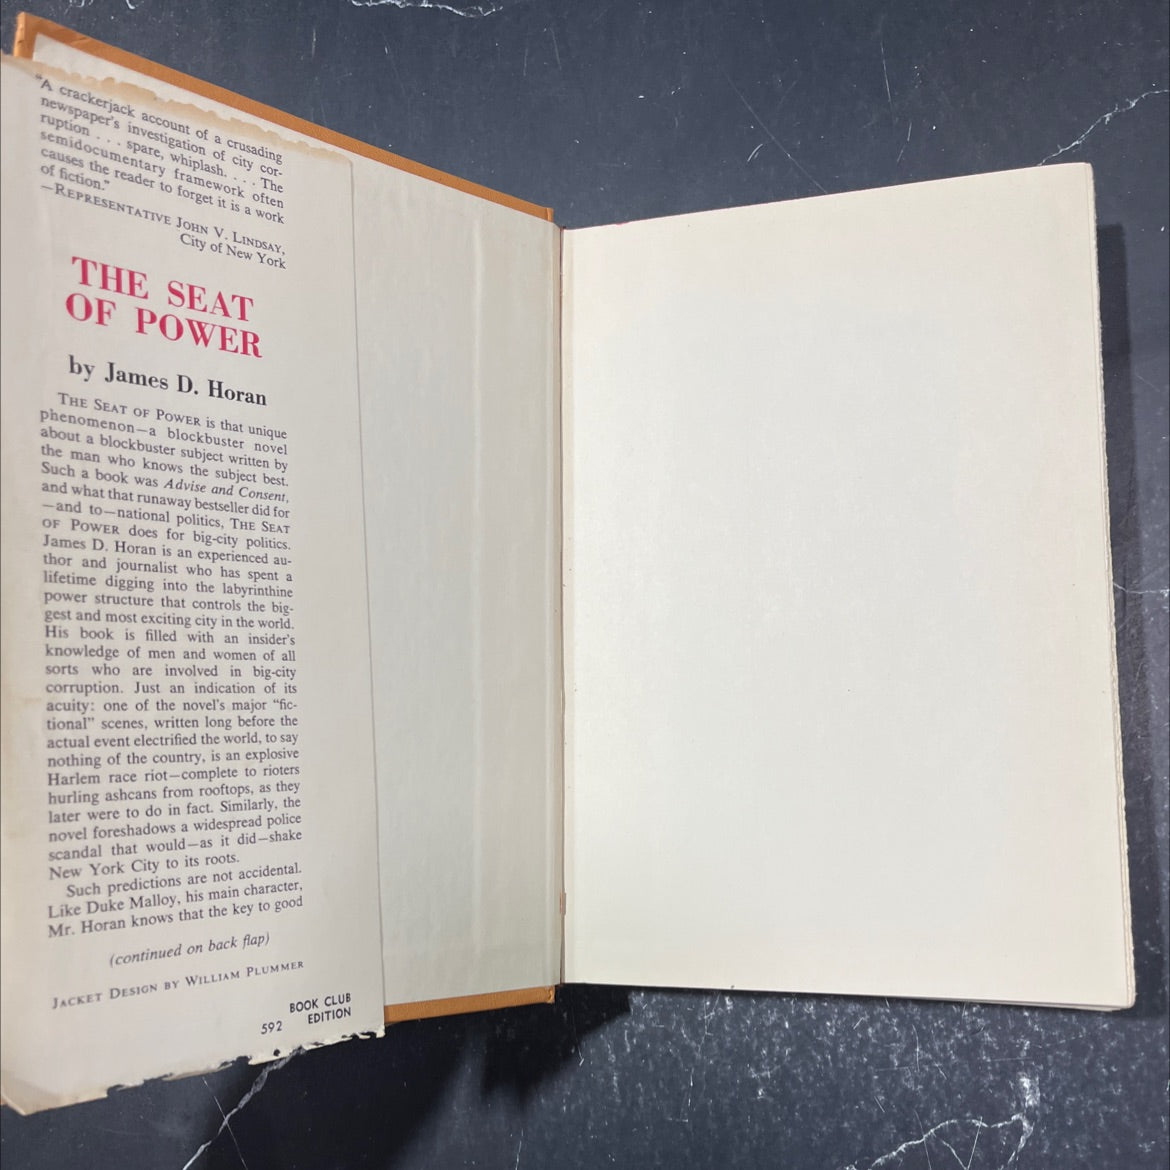 "A crackerjack account of a crusading
newspaper's investigation of city cor-
ruption . . . spare, whiplash. . . . The
semidocumentary framework often
causes the reader to forget it is a work
of fiction."
—REPRESENTATIVE JOHN V. LINDSAY,
City of New York
THE SEAT
OF POWER
by James D. Horan
THE SEAT OF POWER is that unique
phenomenon—a blockbuster novel
about a blockbuster subject written by
the man who knows the subject best.
Such a book was Advise and Consent,
and what that runaway bestseller did for
—and to—national politics, THE SEAT
OF POWER does for big-city politics.
James D. Horan is an experienced au-
thor and journalist who has spent a
lifetime digging into the labyrinthine
power structure that controls the big-
gest and most exciting city in the world.
His book is filled with an insider's
knowledge of men and women of all
sorts who are involved in big-city
corruption. Just an indication of its
acuity: one of the novel's major "fic-
tional" scenes, written long before the
actual event electrified the world, to say
nothing of the country, is an explosive
Harlem race riot—complete to rioters
hurling ashcans from rooftops, as they
later were to do in fact. Similarly, the
novel foreshadows a widespread police
scandal that would—as it did—shake
New York City to its roots.
Such predictions are not accidental.
Like Duke Malloy, his main character,
Mr. Horan knows that the key to good
(continued on back flap)
JACKET DESIGN BY WILLIAM PLUMMER
BOOK CLUB
592 EDITION